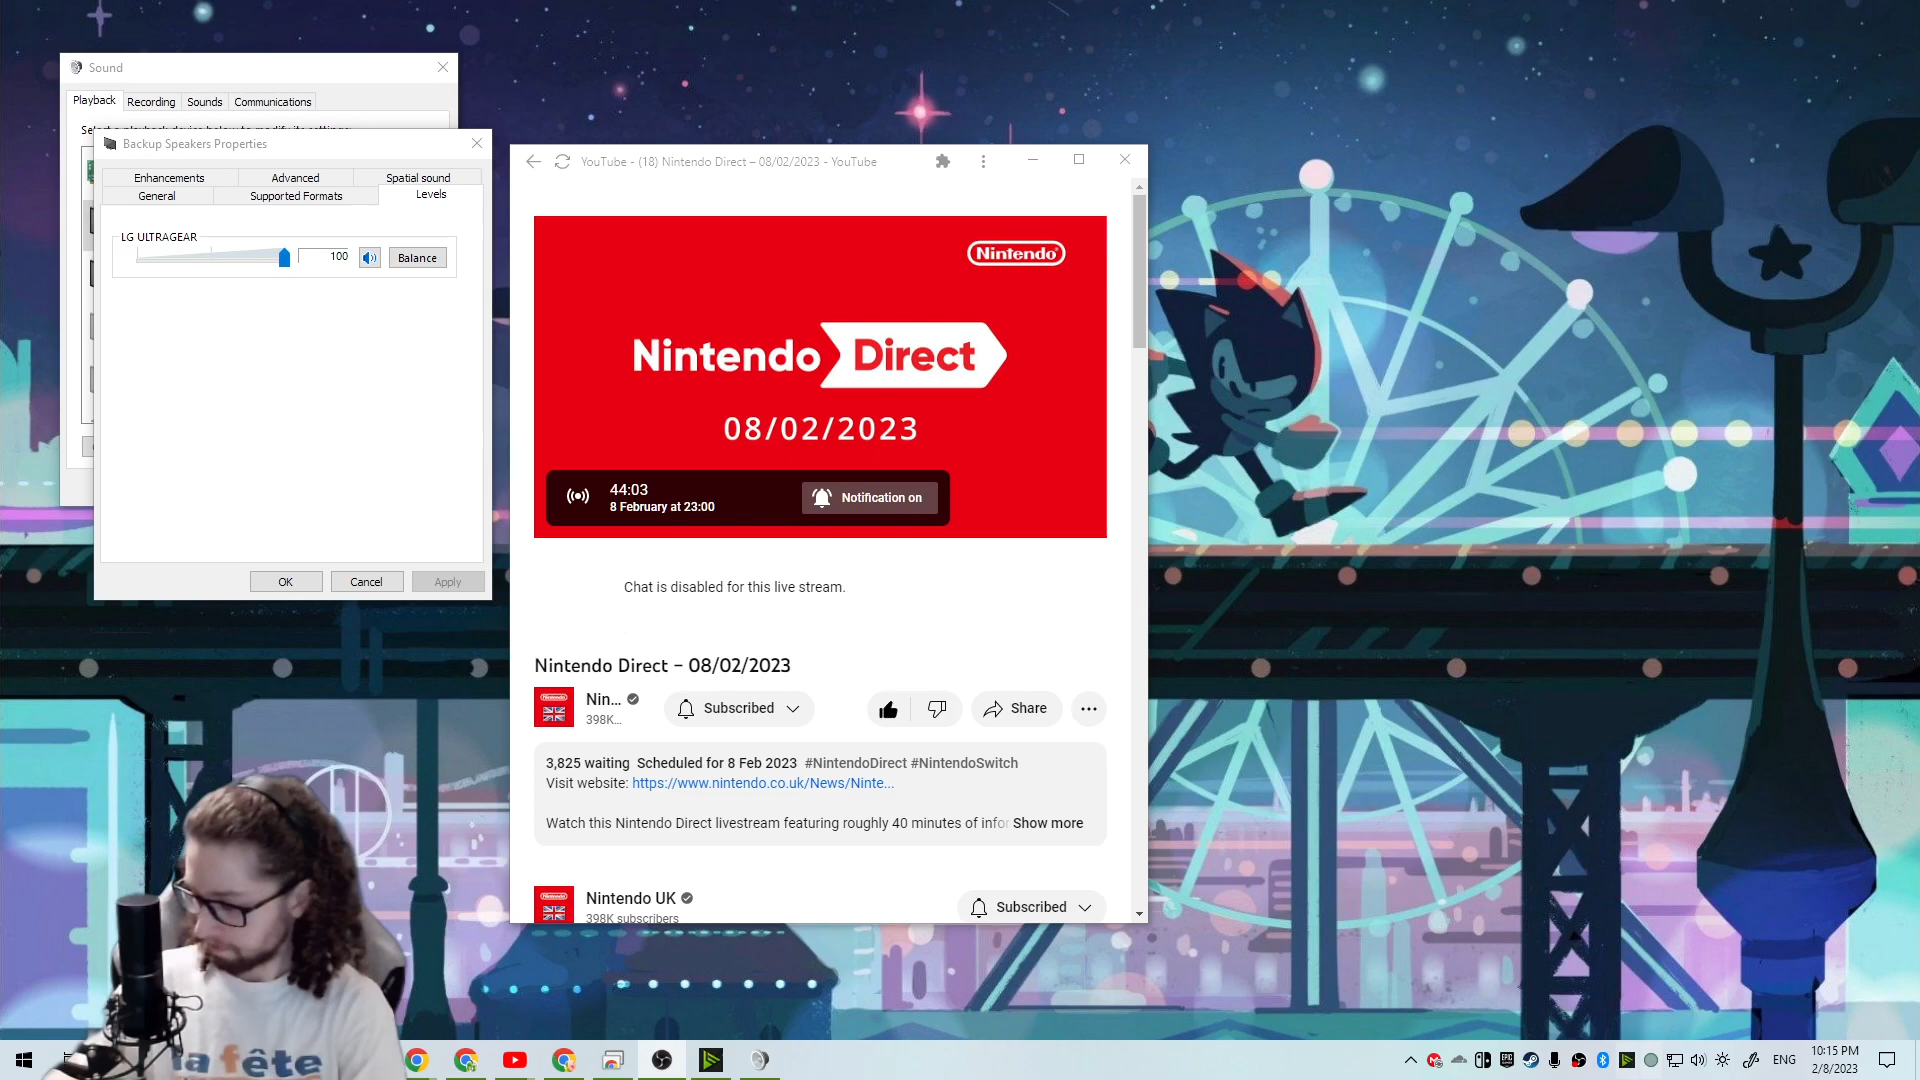 Sound
Playback
Recording
Sounds
Communications
Backup Speakers Properties
Enhancements
Advanced
Spatial sound
General
Supported Formats
Levels
LG ULTRAGEAR
100
Balance
OK
Cancel
Apply
YouTube - (18) Nintendo Direct – 08/02/2023 - YouTube
Nintendo
Nintendo Direct
08/02/2023
44:03
8 February at 23:00
Notification on
Chat is disabled for this live stream.
Nintendo Direct – 08/02/2023
Nin...
398K...
Subscribed
Share
3,825 waiting Scheduled for 8 Feb 2023 #NintendoDirect #NintendoSwitch
Visit website: https://www.nintendo.co.uk/News/Ninte...
Watch this Nintendo Direct livestream featuring roughly 40 minutes of infor Show more
Nintendo UK
398K subscribers
Subscribed
la fête
ENG
10:15 PM
2/8/2023